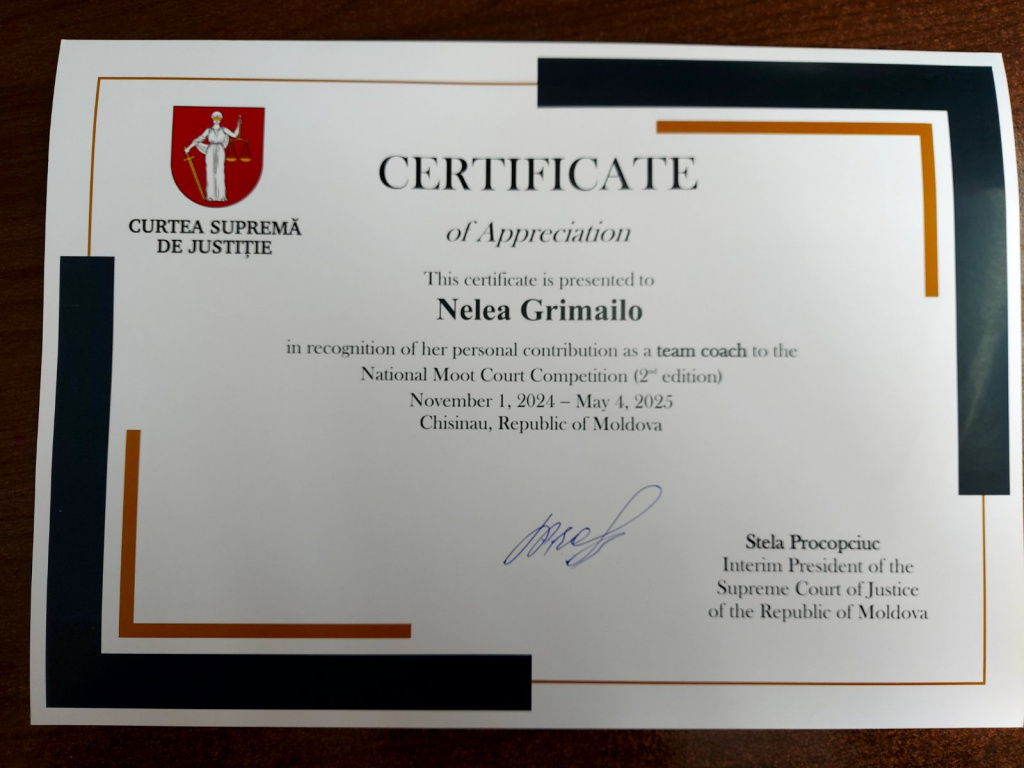 CURTEA SUPREMĂ
DE JUSTIȚIE
CERTIFICATE
of Appreciation
This certificate is presented to
Nelea Grimailo
in recognition of her personal contribution as a team coach to the
National Moot Court Competition (2nd edition)
November 1, 2024 – May 4, 2025
Chisinau, Republic of Moldova
Stela Procopciuc
Interim President of the
Supreme Court of Justice
of the Republic of Moldova